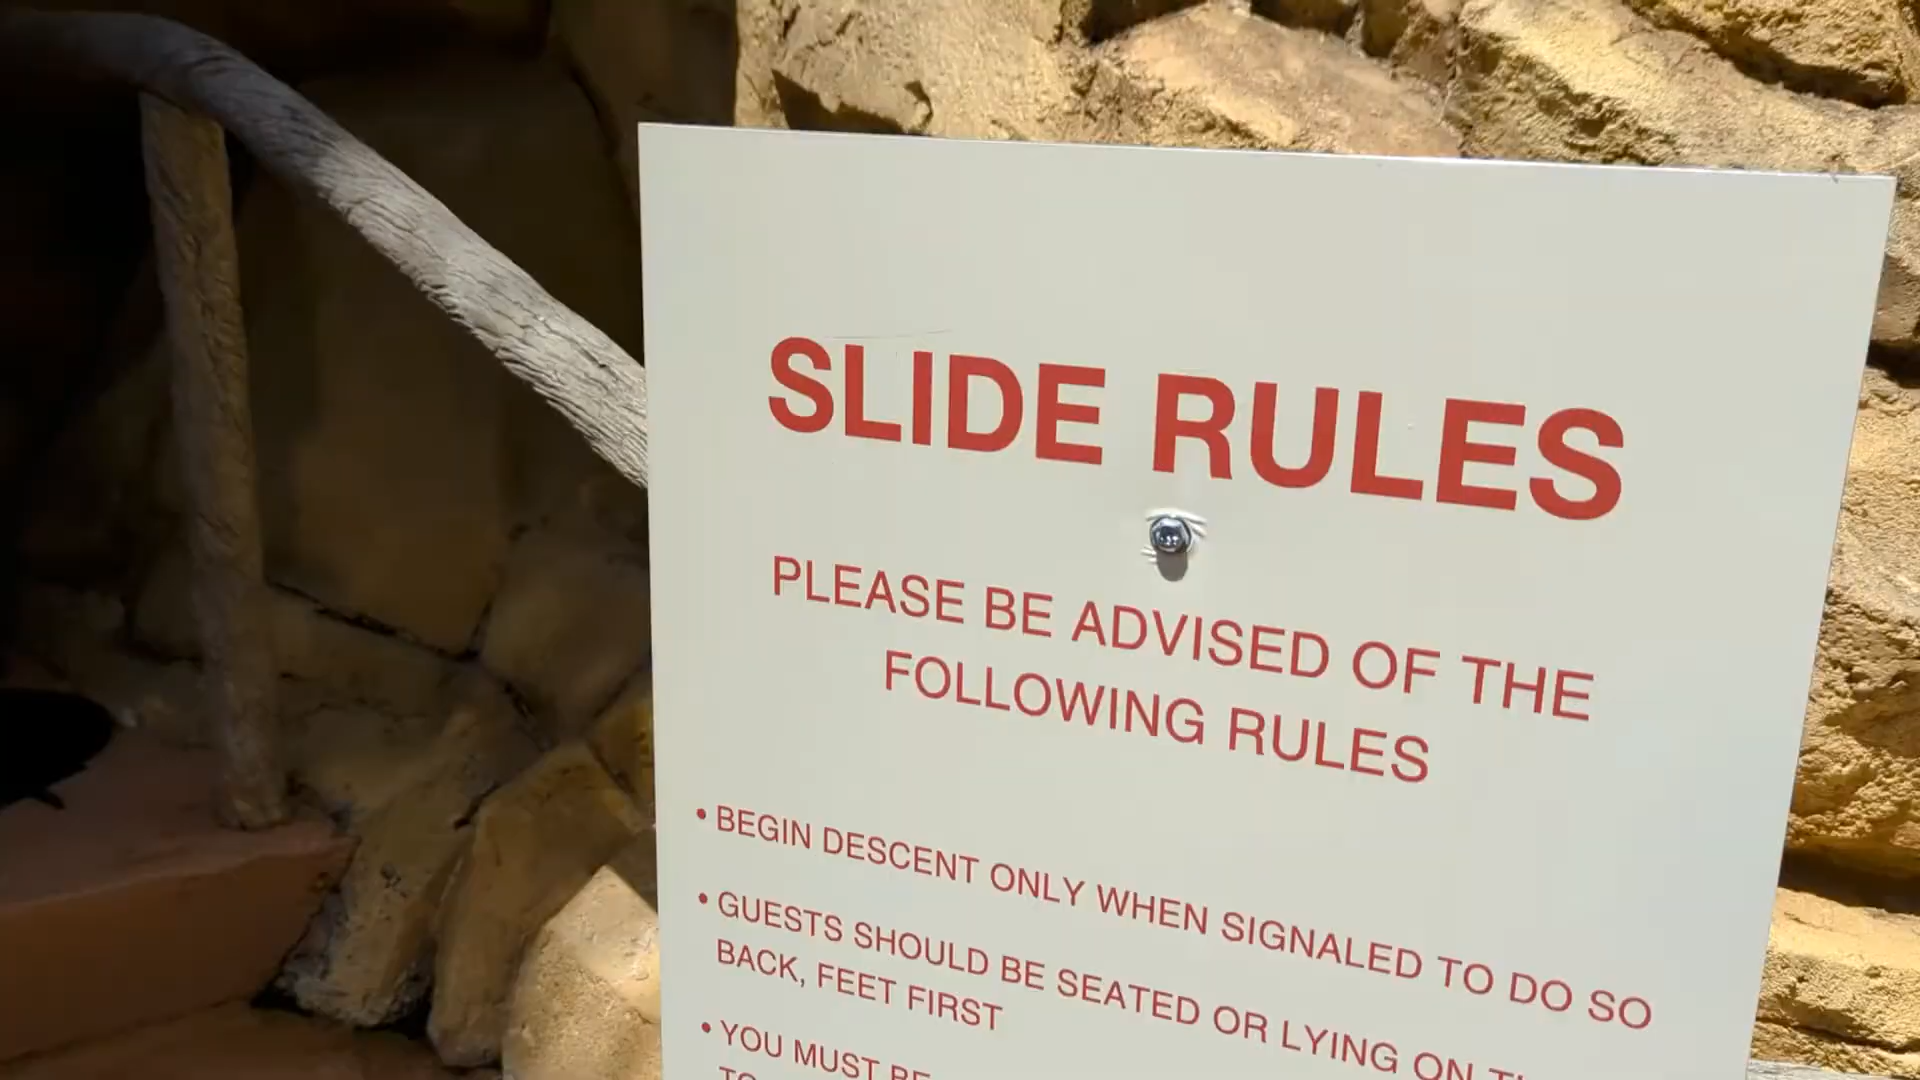 SLIDE RULES
PLEASE BE ADVISED OF THE
FOLLOWING RULES
• BEGIN DESCENT ONLY WHEN SIGNALED TO DO SO
• GUESTS SHOULD BE SEATED OR LYING ON
BACK, FEET FIRST
• YOU MUST BE